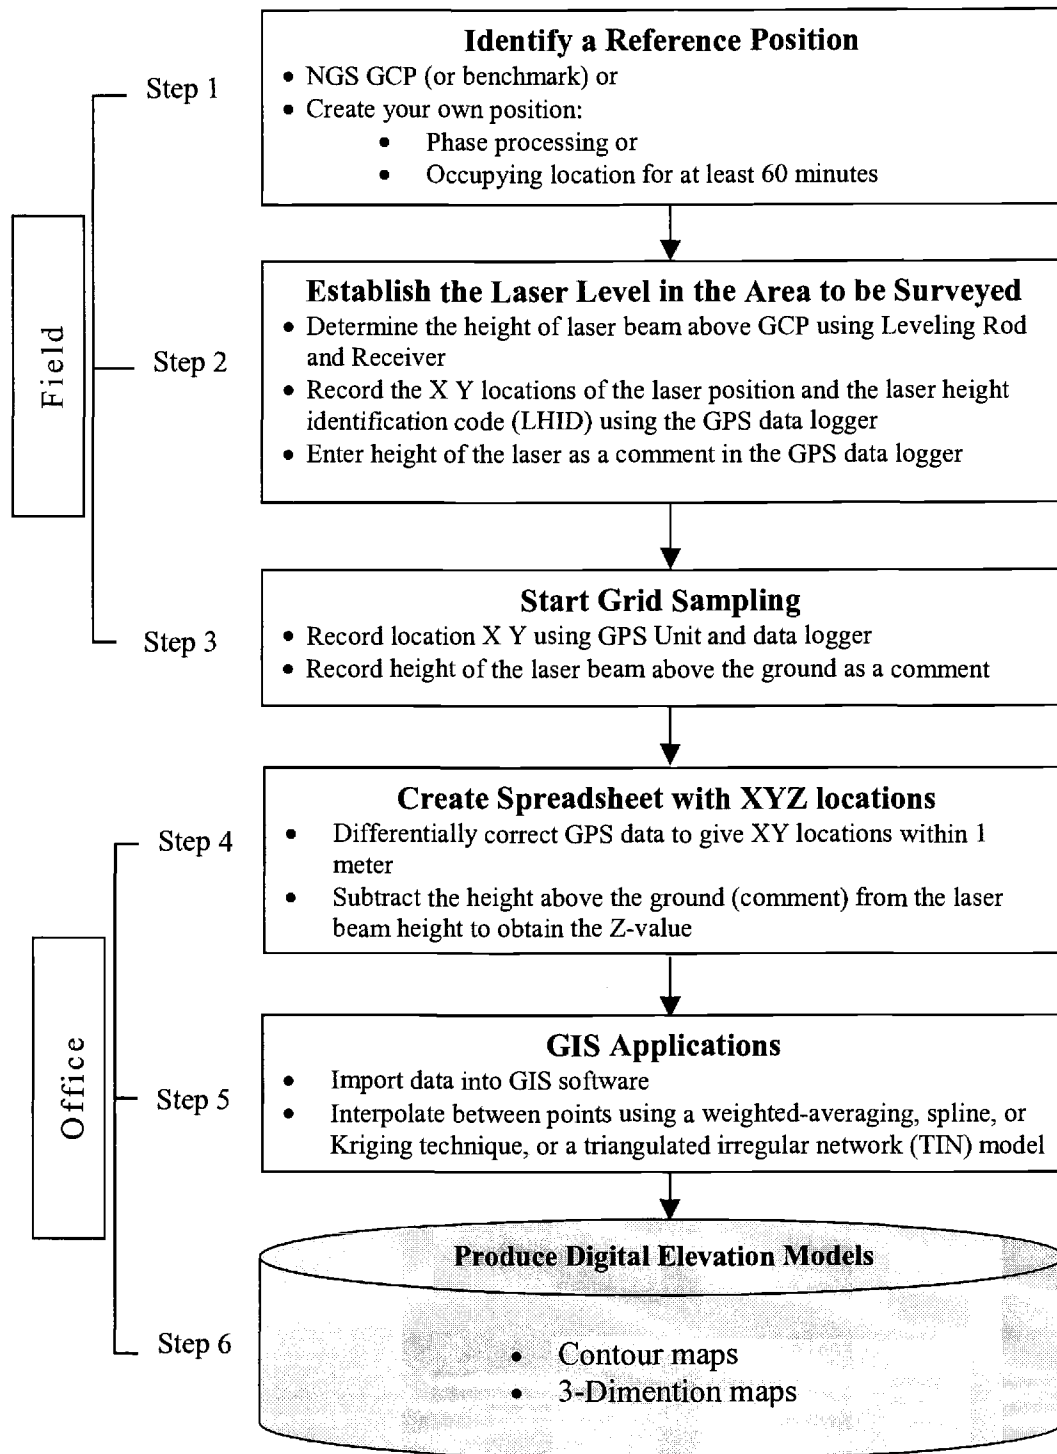 Identify a Reference Position
Step 1
• NGS GCP (or benchmark) or
• Create your own position:
• Phase processing or
• Occupying location for at least 60 minutes
Field
Establish the Laser Level in the Area to be Surveyed
Step 2
• Determine the height of laser beam above GCP using Leveling Rod
and Receiver
• Record the X Y locations of the laser position and the laser height
identification code (LHID) using the GPS data logger
• Enter height of the laser as a comment in the GPS data logger
Start Grid Sampling
Step 3
• Record location X Y using GPS Unit and data logger
• Record height of the laser beam above the ground as a comment
Create Spreadsheet with XYZ locations
Step 4
• Differentially correct GPS data to give XY locations within 1
meter
• Subtract the height above the ground (comment) from the laser
beam height to obtain the Z-value
Office
GIS Applications
Step 5
• Import data into GIS software
• Interpolate between points using a weighted-averaging, spline, or
Kriging technique, or a triangulated irregular network (TIN) model
Produce Digital Elevation Models
Step 6
• Contour maps
• 3-Dimention maps